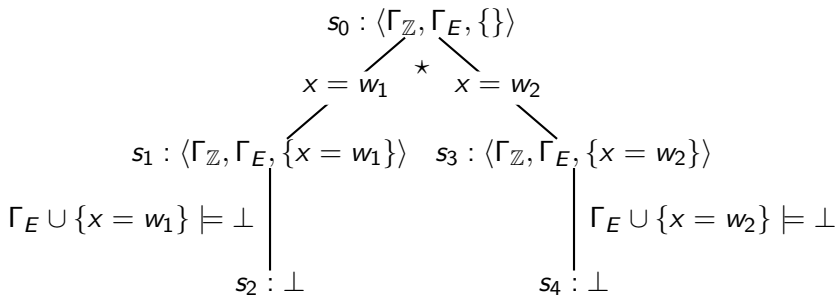 s₀ : ⟨Γ_ℤ, Γ_E, {}⟩
⋆
x = w₁ x = w₂
s₁ : ⟨Γ_ℤ, Γ_E, {x = w₁}⟩ s₃ : ⟨Γ_ℤ, Γ_E, {x = w₂}⟩
Γ_E ∪ {x = w₁} ⊨ ⊥ Γ_E ∪ {x = w₂} ⊨ ⊥
s₂ : ⊥ s₄ : ⊥